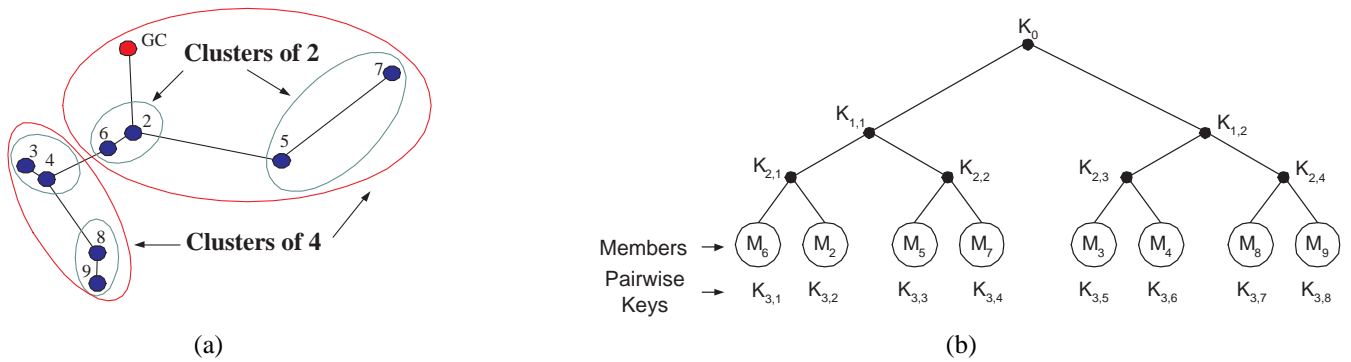 GC
Clusters of 2
7
2
6
5
3
4
8
Clusters of 4
9
(a)
K0
K1,1
K1,2
K2,1
K2,2
K2,3
K2,4
Members
M6 M2 M5 M7 M3 M4 M8 M9
Pairwise
Keys
K3,1 K3,2 K3,3 K3,4 K3,5 K3,6 K3,7 K3,8
(b)